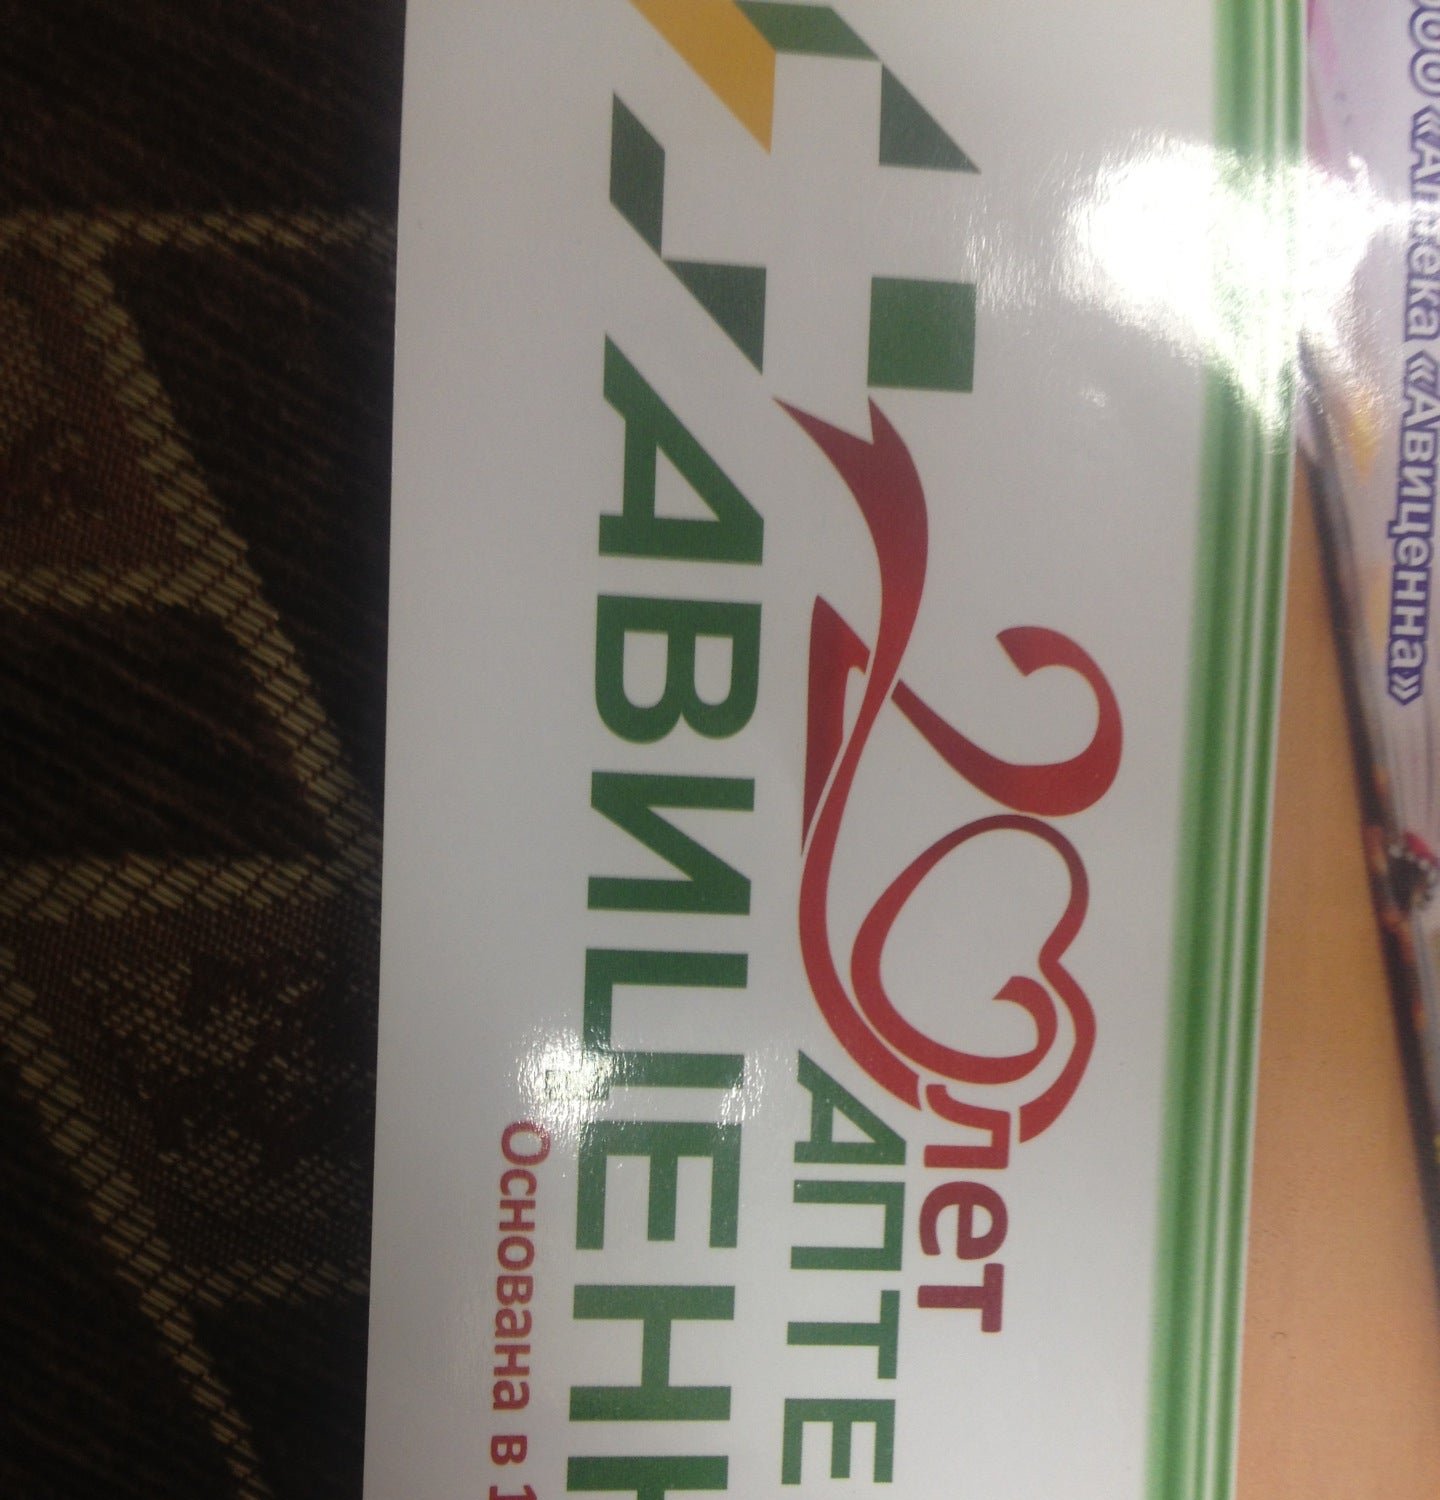 ООО «Аптека «Авиценна»
20 лет
АПТЕ
АВИЦЕНН
Основана в 1